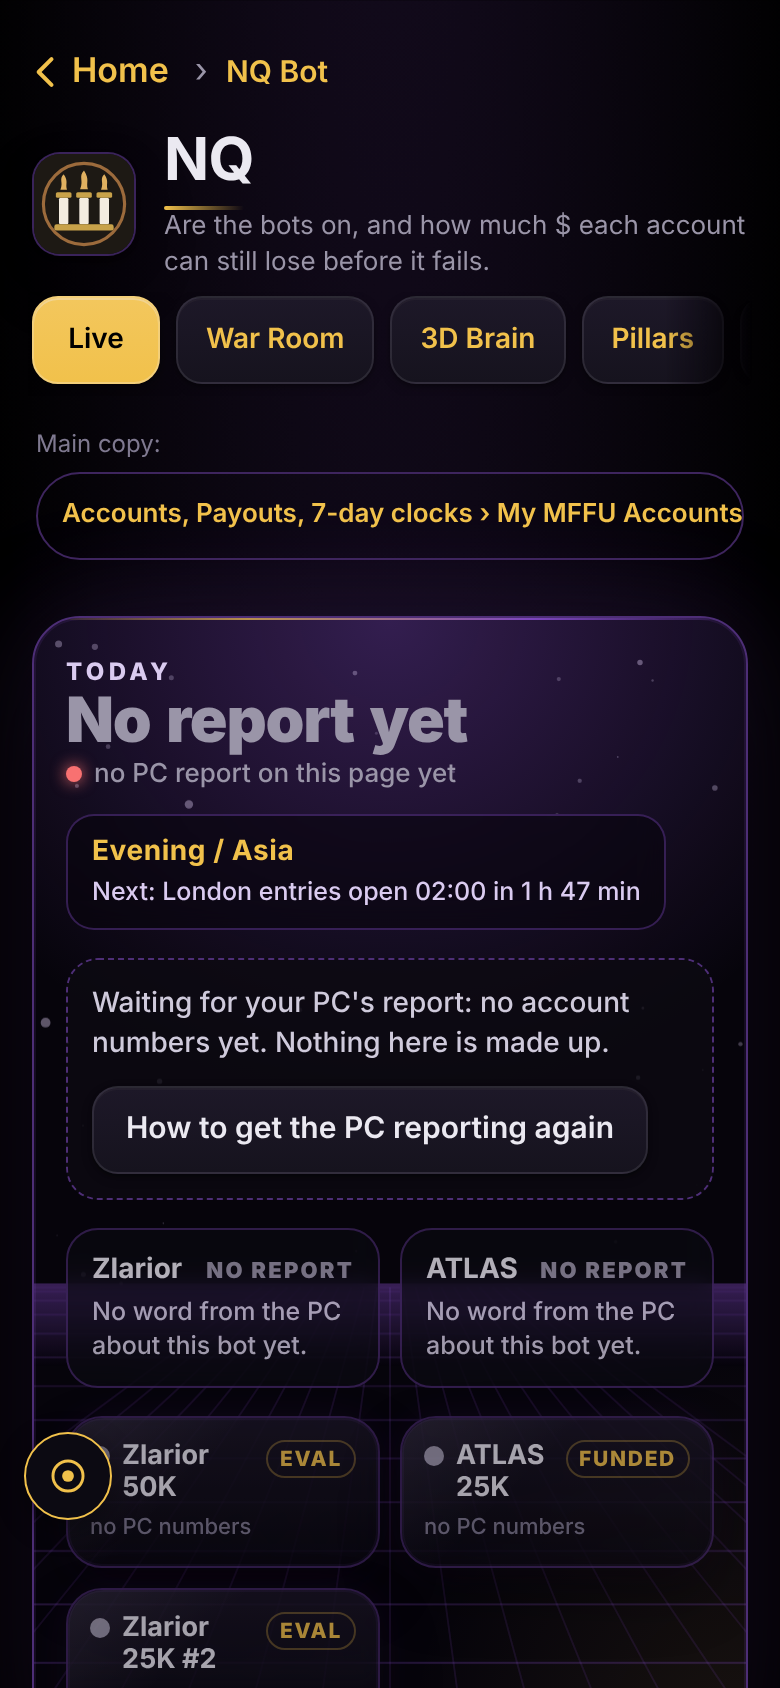 Home › NQ Bot
NQ
Are the bots on, and how much $ each account
can still lose before it fails.
Live
War Room
3D Brain
Pillars
Main copy:
Accounts, Payouts, 7-day clocks › My MFFU Accounts
TODAY
No report yet
no PC report on this page yet
Evening / Asia
Next: London entries open 02:00 in 1 h 47 min
Waiting for your PC's report: no account
numbers yet. Nothing here is made up.
How to get the PC reporting again
Zlarior NO REPORT
No word from the PC
about this bot yet.
ATLAS NO REPORT
No word from the PC
about this bot yet.
Zlarior
50K
EVAL
no PC numbers
ATLAS
25K
FUNDED
no PC numbers
Zlarior
25K #2
EVAL